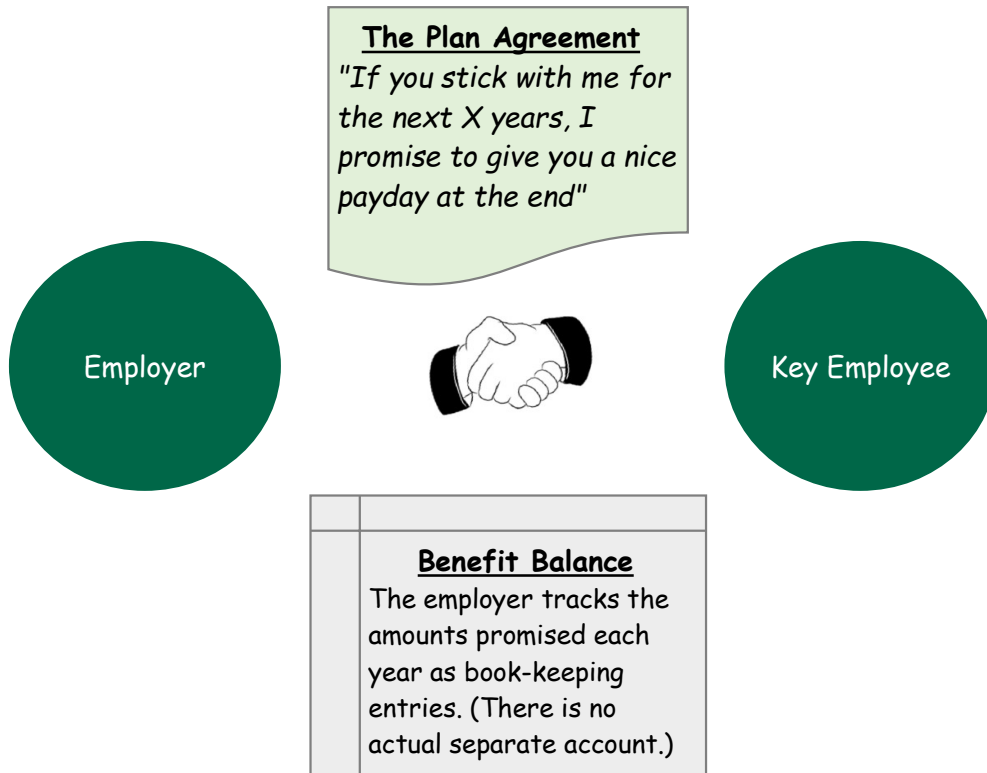 The Plan Agreement
"If you stick with me for
the next X years, I
promise to give you a nice
payday at the end"
Employer
Key Employee
Benefit Balance
The employer tracks the
amounts promised each
year as book-keeping
entries. (There is no
actual separate account.)